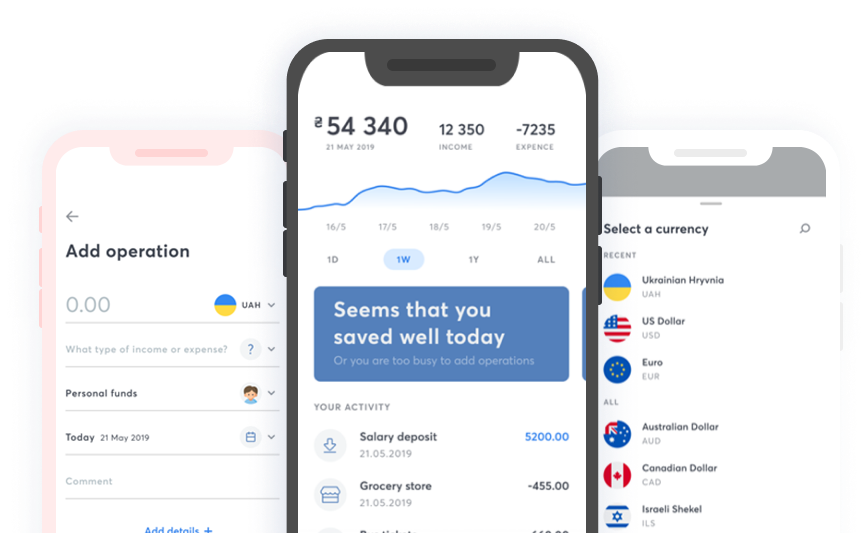 Add operation
0.00
UAH
What type of income or expense?
?
Personal funds
Today 21 May 2019
Comment
Add details +
₴ 54 340
21 MAY 2019
12 350
INCOME
-7235
EXPENCE
16/5 17/5 18/5 19/5 20/5
1D 1W 1Y ALL
Seems that you
saved well today
Or you are too busy to add operations
YOUR ACTIVITY
Salary deposit
5200.00
21.05.2019
Grocery store
-455.00
21.05.2019
Select a currency
RECENT
Ukrainian Hryvnia
UAH
US Dollar
USD
Euro
EUR
ALL
Australian Dollar
AUD
Canadian Dollar
CAD
Israeli Shekel
ILS